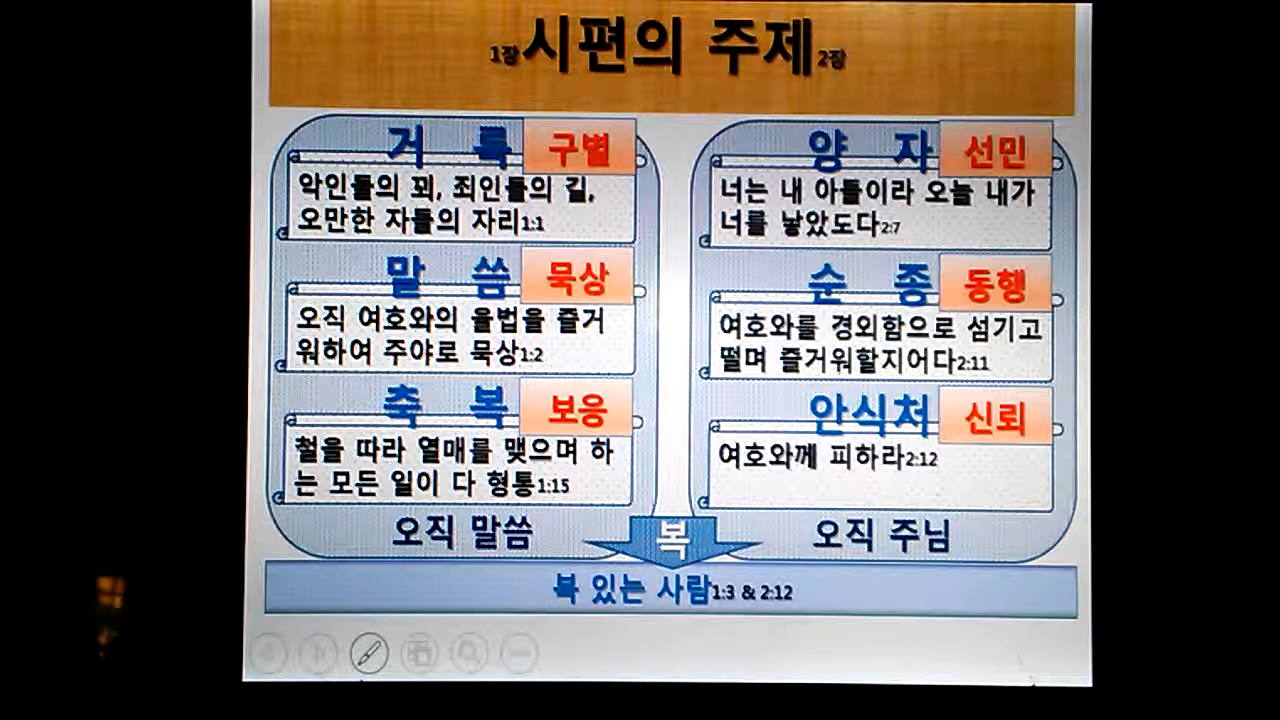 1장시편의 주제2장
거 룩 구별
악인들의 꾀, 죄인들의 길,
오만한 자들의 자리1:1
말 씀 묵상
오직 여호와의 율법을 즐거
워하여 주야로 묵상1:2
축 복 보응
철을 따라 열매를 맺으며 하
는 모든 일이 다 형통1:15
오직 말씀
양 자 선민
너는 내 아들이라 오늘 내가
너를 낳았도다2:7
순 종 동행
여호와를 경외함으로 섬기고
떨며 즐거워할지어다2:11
안식처 신뢰
여호와께 피하라2:12
오직 주님
복
복 있는 사람1:3 & 2:12